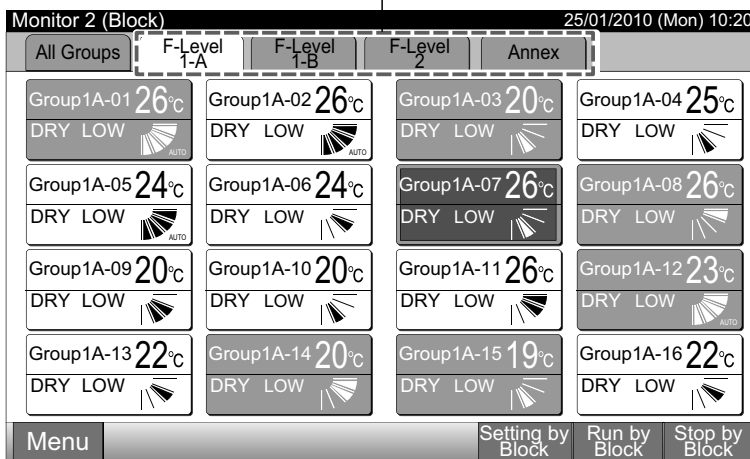 Monitor 2 (Block) 25/01/2010 (Mon) 10:20
All Groups F-Level 1-A F-Level 1-B F-Level 2 Annex
Group1A-01 26°C Group1A-02 26°C Group1A-03 20°C Group1A-04 25°C
DRY LOW AUTO DRY LOW AUTO DRY LOW DRY LOW
Group1A-05 24°C Group1A-06 24°C Group1A-07 26°C Group1A-08 26°C
DRY LOW AUTO DRY LOW DRY LOW DRY LOW
Group1A-09 20°C Group1A-10 20°C Group1A-11 26°C Group1A-12 23°C
DRY LOW DRY LOW DRY LOW DRY LOW AUTO
Group1A-13 22°C Group1A-14 20°C Group1A-15 19°C Group1A-16 22°C
DRY LOW DRY LOW DRY LOW DRY LOW
Menu Setting by Block Run by Block Stop by Block